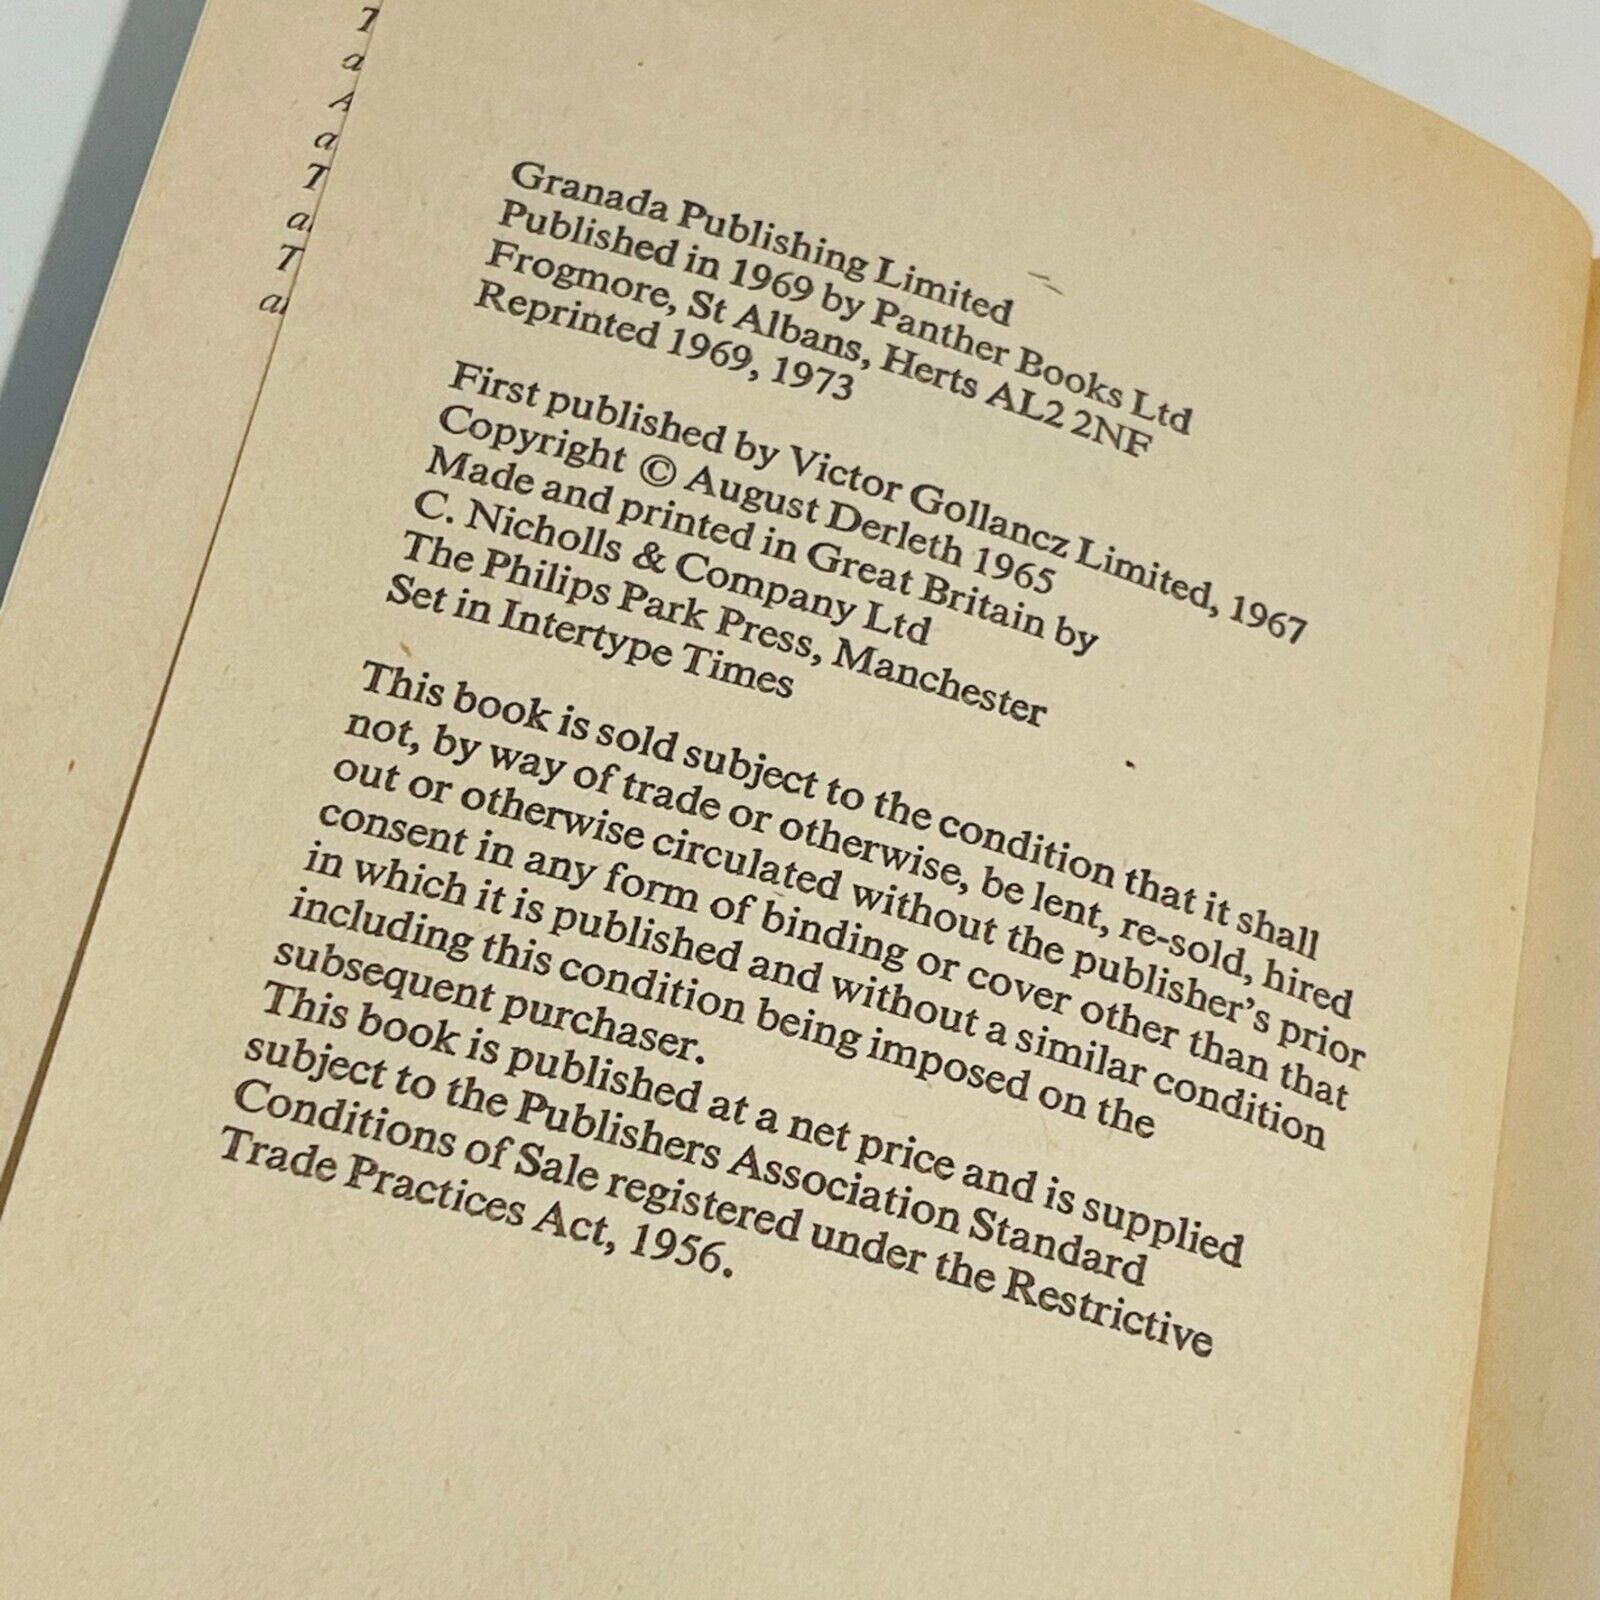 Granada Publishing Limited
Published in 1969 by Panther Books Ltd
Frogmore, St Albans, Herts AL2 2NF
Reprinted 1969, 1973
First published by Victor Gollancz Limited, 1967
Copyright © August Derleth 1965
Made and printed in Great Britain by
C. Nicholls & Company Ltd
The Philips Park Press, Manchester
Set in Intertype Times
This book is sold subject to the condition that it shall
not, by way of trade or otherwise, be lent, re-sold, hired
out or otherwise circulated without the publisher's prior
consent in any form of binding or cover other than that
in which it is published and without a similar condition
including this condition being imposed on the
subsequent purchaser.
This book is published at a net price and is supplied
subject to the Publishers Association Standard
Conditions of Sale registered under the Restrictive
Trade Practices Act, 1956.